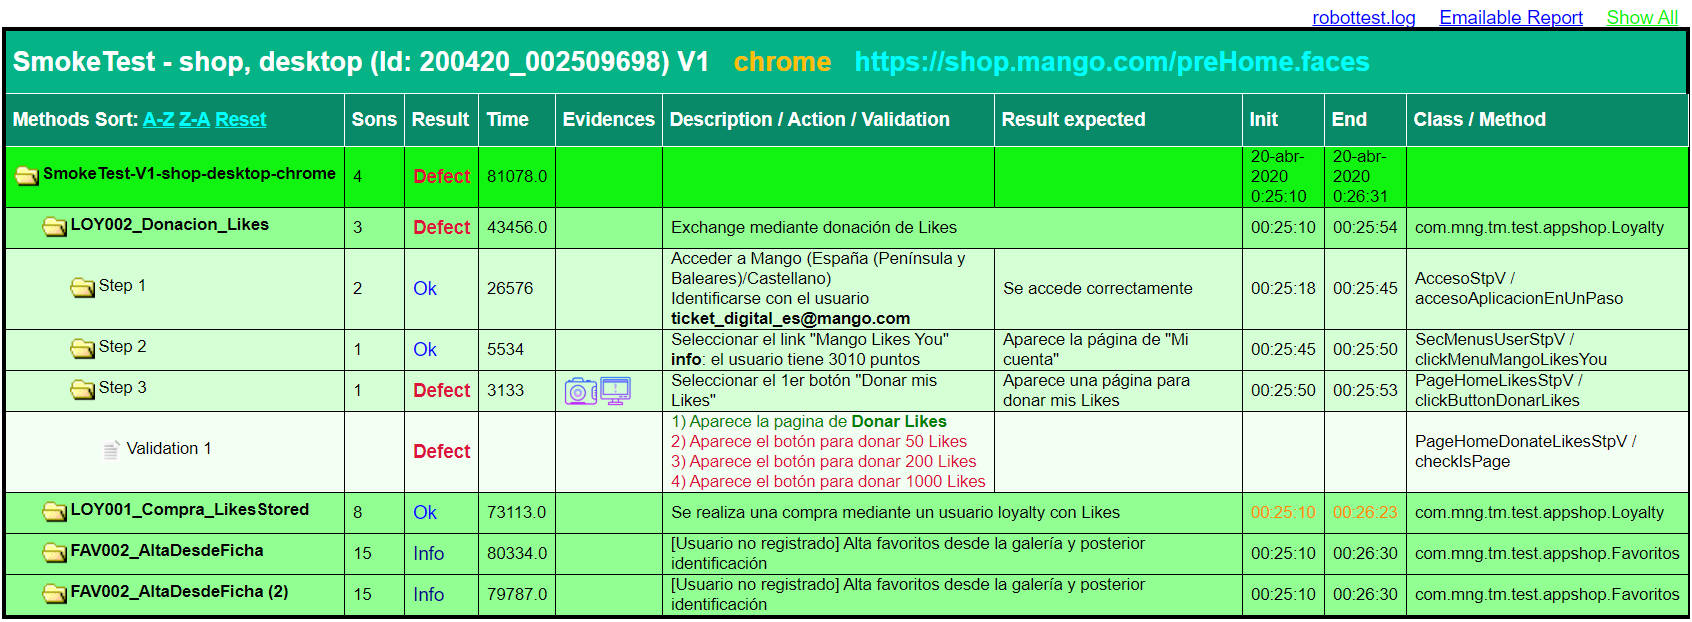 robottest.log Emailable Report Show All
SmokeTest - shop, desktop (Id: 200420_002509698) V1 chrome https://shop.mango.com/preHome.faces
Methods Sort: A-Z Z-A Reset Sons Result Time Evidences Description / Action / Validation Result expected Init End Class / Method
SmokeTest-V1-shop-desktop-chrome 4 Defect 81078.0
20-abr-
2020
0:25:10
20-abr-
2020
0:26:31
LOY002_Donacion_Likes 3 Defect 43456.0 Exchange mediante donación de Likes 00:25:10 00:25:54 com.mng.tm.test.appshop.Loyalty
Step 1 2 Ok 26576
Acceder a Mango (España (Península y
Baleares)/Castellano)
Identificarse con el usuario
ticket_digital_es@mango.com
Se accede correctamente 00:25:18 00:25:45
AccesoStpV /
accesoAplicacionEnUnPaso
Step 2 1 Ok 5534
Seleccionar el link "Mango Likes You"
info: el usuario tiene 3010 puntos
Aparece la página de "Mi
cuenta"
00:25:45 00:25:50
SecMenusUserStpV /
clickMenuMangoLikesYou
Step 3 1 Defect 3133
Seleccionar el 1er botón "Donar mis
Likes"
Aparece una página para
donar mis Likes
00:25:50 00:25:53
PageHomeLikesStpV /
clickButtonDonarLikes
Validation 1 Defect
1) Aparece la pagina de Donar Likes
2) Aparece el botón para donar 50 Likes
3) Aparece el botón para donar 200 Likes
4) Aparece el botón para donar 1000 Likes
PageHomeDonateLikesStpV /
checkIsPage
LOY001_Compra_LikesStored 8 Ok 73113.0 Se realiza una compra mediante un usuario loyalty con Likes 00:25:10 00:26:23 com.mng.tm.test.appshop.Loyalty
FAV002_AltaDesdeFicha 15 Info 80334.0
[Usuario no registrado] Alta favoritos desde la galería y posterior
identificación
00:25:10 00:26:30 com.mng.tm.test.appshop.Favoritos
FAV002_AltaDesdeFicha (2) 15 Info 79787.0
[Usuario no registrado] Alta favoritos desde la galería y posterior
identificación
00:25:10 00:26:30 com.mng.tm.test.appshop.Favoritos